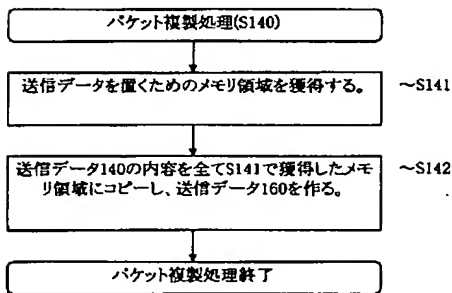 パケット複製処理(S140)
送信データを置くためのメモリ領域を獲得する。 ～S141
送信データ140の内容を全てS141で獲得したメモ ～S142
リ領域にコピーし、送信データ160を作る。
パケット複製処理終了